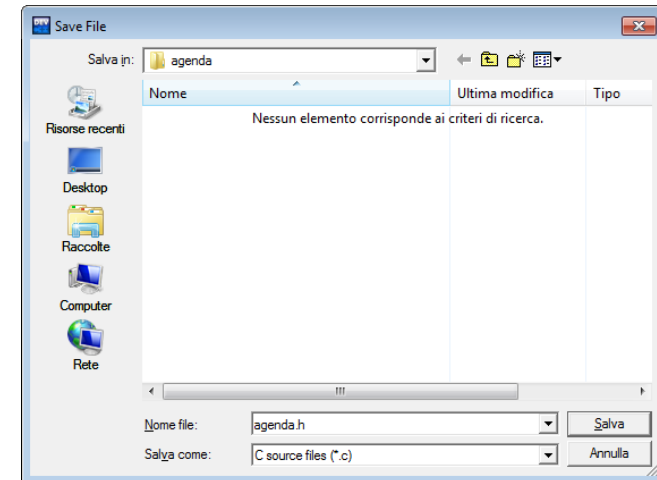 DEV
Save File
Salva in:
agenda
Nome
Ultima modifica
Tipo
Nessun elemento corrisponde ai criteri di ricerca.
Risorse recenti
Desktop
Raccolte
Computer
Rete
Nome file:
agenda.h
Salva
Salva come:
C source files (*.c)
Annulla